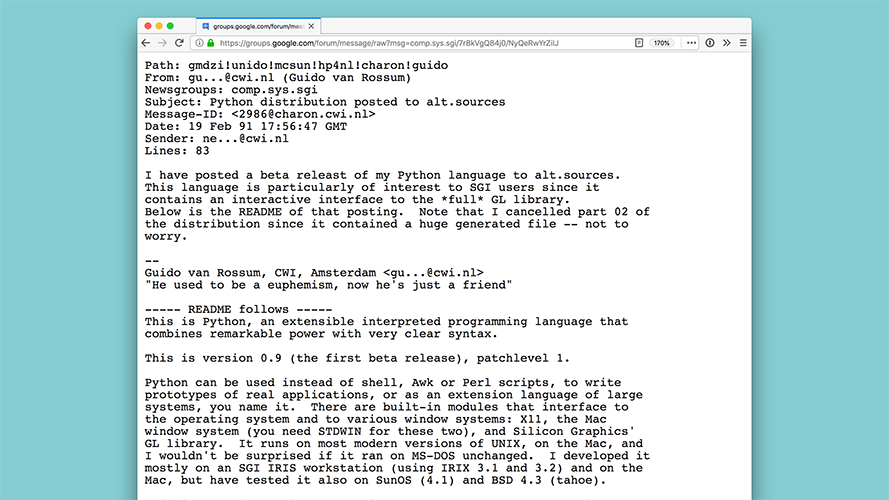 groups.google.com/forum/mess
https://groups.google.com/forum/message/raw?msg=comp.sys.sgi/7r8kVgQ84j0/NyQeRwYrZilJ
170%
Path: gmdzi!unido!mcsun!hp4nl!charon!guido
From: gu...@cwi.nl (Guido van Rossum)
Newsgroups: comp.sys.sgi
Subject: Python distribution posted to alt.sources
Message-ID: <2986@charon.cwi.nl>
Date: 19 Feb 91 17:56:47 GMT
Sender: ne...@cwi.nl
Lines: 83
I have posted a beta releast of my Python language to alt.sources.
This language is particularly of interest to SGI users since it
contains an interactive interface to the *full* GL library.
Below is the README of that posting.  Note that I cancelled part 02 of
the distribution since it contained a huge generated file -- not to
worry.
--
Guido van Rossum, CWI, Amsterdam <gu...@cwi.nl>
"He used to be a euphemism, now he's just a friend"
----- README follows -----
This is Python, an extensible interpreted programming language that
combines remarkable power with very clear syntax.
This is version 0.9 (the first beta release), patchlevel 1.
Python can be used instead of shell, Awk or Perl scripts, to write
prototypes of real applications, or as an extension language of large
systems, you name it.  There are built-in modules that interface to
the operating system and to various window systems: X11, the Mac
window system (you need STDWIN for these two), and Silicon Graphics'
GL library.  It runs on most modern versions of UNIX, on the Mac, and
I wouldn't be surprised if it ran on MS-DOS unchanged.  I developed it
mostly on an SGI IRIS workstation (using IRIX 3.1 and 3.2) and on the
Mac, but have tested it also on SunOS (4.1) and BSD 4.3 (tahoe).